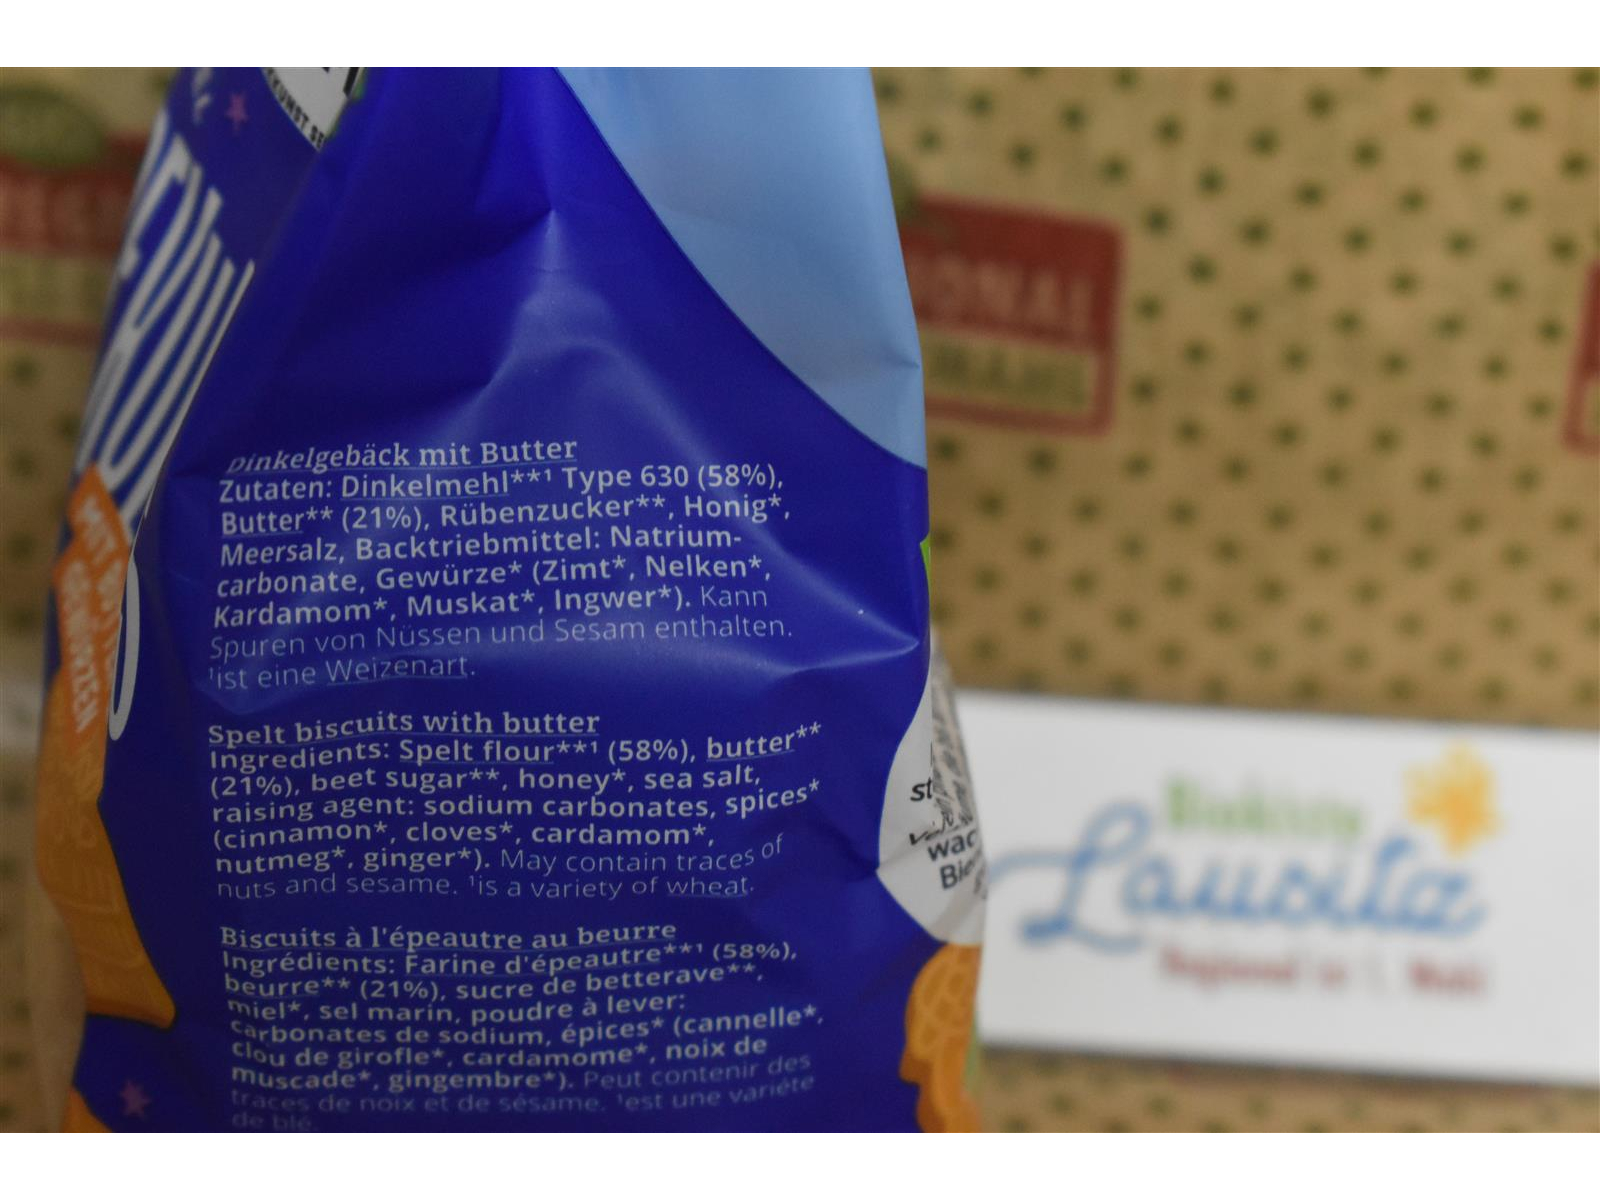 Dinkelgebäck mit Butter
Zutaten: Dinkelmehl**¹ Type 630 (58%),
Butter** (21%), Rübenzucker**, Honig*,
Meersalz, Backtriebmittel: Natrium-
carbonate, Gewürze* (Zimt*, Nelken*,
Kardamom*, Muskat*, Ingwer*). Kann
Spuren von Nüssen und Sesam enthalten.
¹ist eine Weizenart.
Spelt biscuits with butter
Ingredients: Spelt flour**¹ (58%), butter**
(21%), beet sugar**, honey*, sea salt,
raising agent: sodium carbonates, spices*
(cinnamon*, cloves*, cardamom*,
nutmeg*, ginger*). May contain traces of
nuts and sesame. ¹is a variety of wheat.
Biscuits à l'épeautre au beurre
Ingrédients: Farine d'épeautre**¹ (58%),
beurre** (21%), sucre de betterave**,
miel*, sel marin, poudre à lever:
carbonates de sodium, épices* (cannelle*,
clou de girofle*, cardamome*, noix de
muscade*, gingembre*). Peut contenir des
traces de noix et de sésame. ¹est une variété
de blé.
MIT
Biokiste
Lausitz
Regional